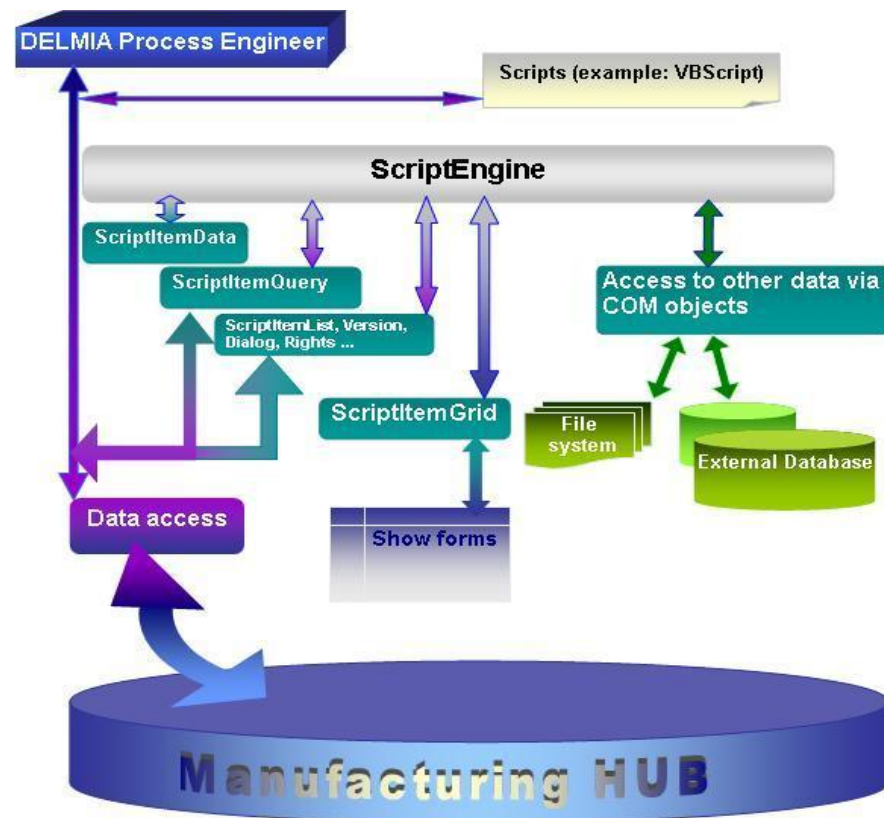 DELMIA Process Engineer
Scripts (example: VBScript)
ScriptEngine
ScriptItemData
ScriptItemQuery
ScriptItemList, Version,
Dialog, Rights ...
Access to other data via
COM objects
ScriptItemGrid
File
system
External Database
Data access
Show forms
Manufacturing HUB